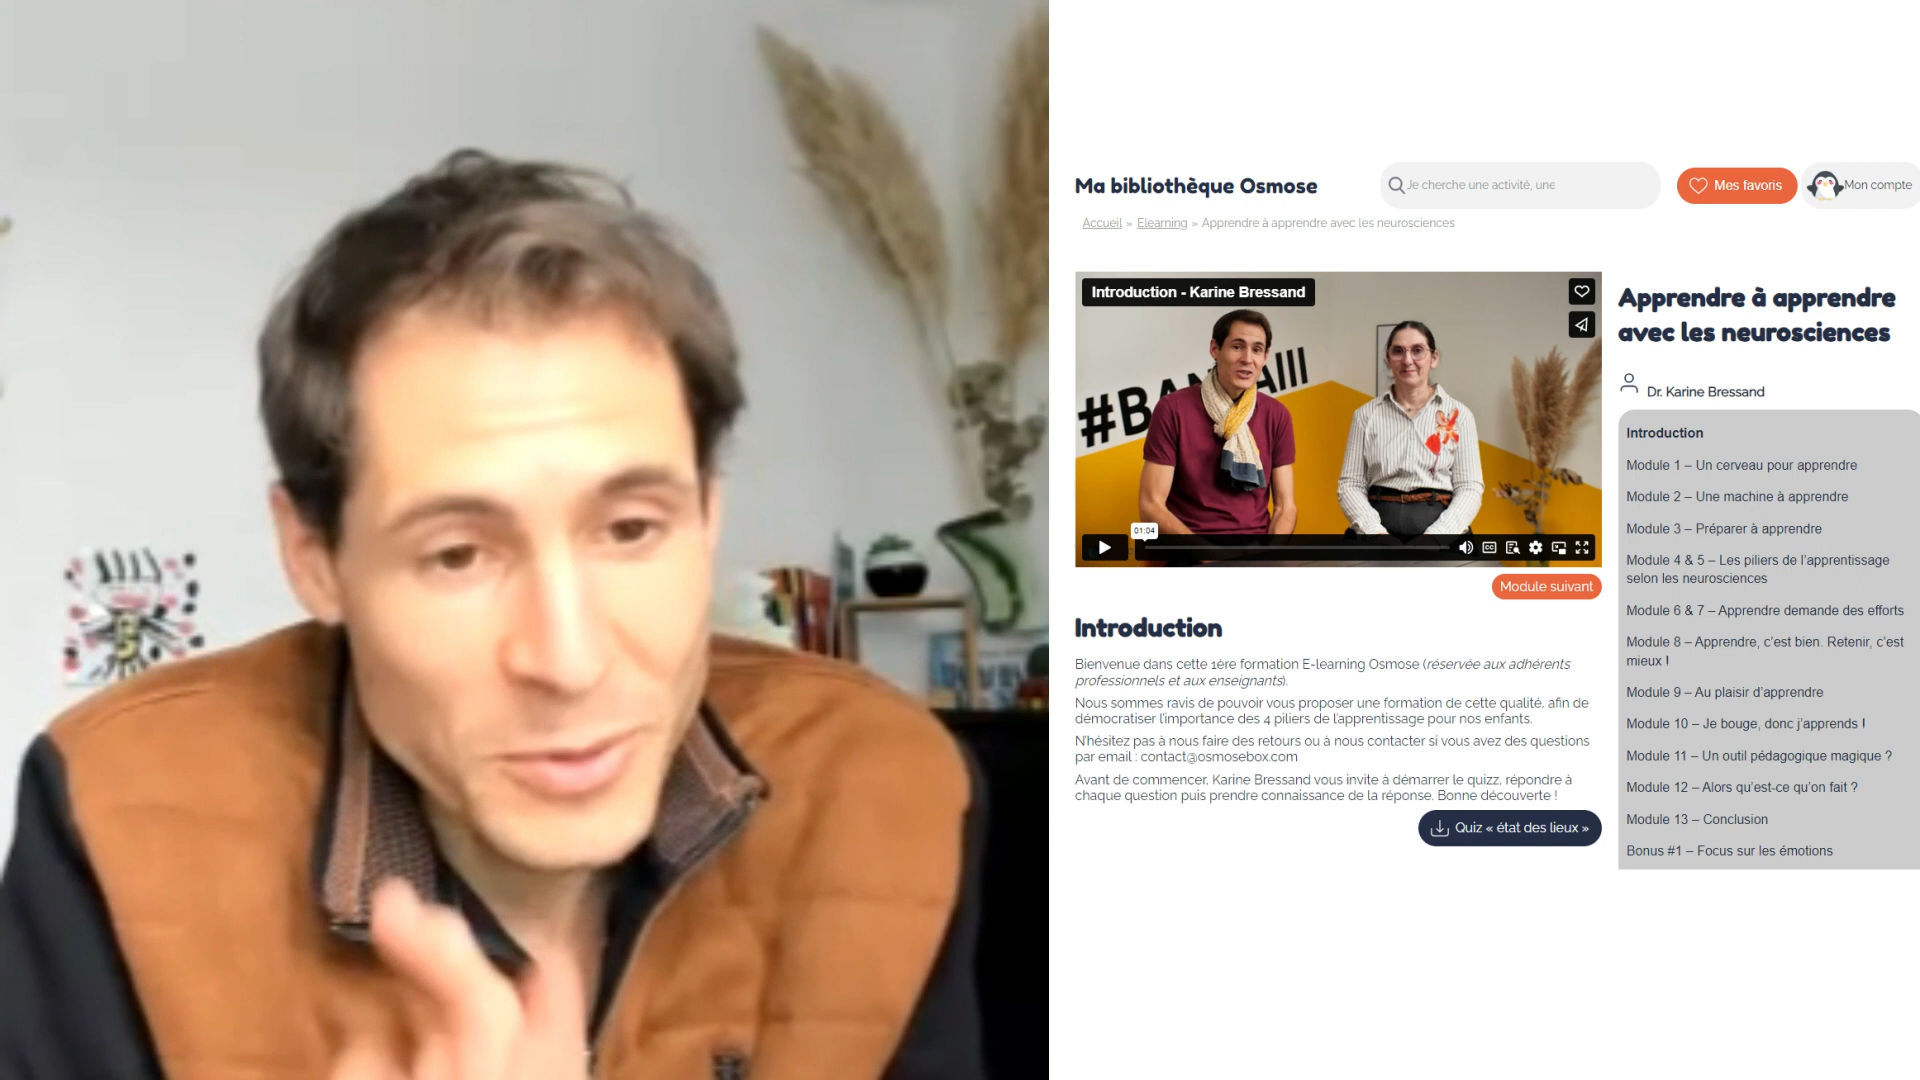 Ma bibliothèque Osmose
Je cherche une activité, une
Mes favoris
Mon compte
Accueil » Elearning » Apprendre à apprendre avec les neurosciences
Introduction - Karine Bressand
#BA
01:04
CC
Module suivant
Introduction
Bienvenue dans cette 1ère formation E-learning Osmose (réservée aux adhérents
professionnels et aux enseignants).
Nous sommes ravis de pouvoir vous proposer une formation de cette qualité, afin de
démocratiser l'importance des 4 piliers de l'apprentissage pour nos enfants.
N'hésitez pas à nous faire des retours ou à nous contacter si vous avez des questions
par email : contact@osmosebox.com
Avant de commencer, Karine Bressand vous invite à démarrer le quizz, répondre à
chaque question puis prendre connaissance de la réponse. Bonne découverte !
Quiz « état des lieux »
Apprendre à apprendre
avec les neurosciences
Dr. Karine Bressand
Introduction
Module 1 – Un cerveau pour apprendre
Module 2 – Une machine à apprendre
Module 3 – Préparer à apprendre
Module 4 & 5 – Les piliers de l'apprentissage
selon les neurosciences
Module 6 & 7 – Apprendre demande des efforts
Module 8 – Apprendre, c'est bien. Retenir, c'est
mieux !
Module 9 – Au plaisir d'apprendre
Module 10 – Je bouge, donc j'apprends !
Module 11 – Un outil pédagogique magique ?
Module 12 – Alors qu'est-ce qu'on fait ?
Module 13 – Conclusion
Bonus #1 – Focus sur les émotions